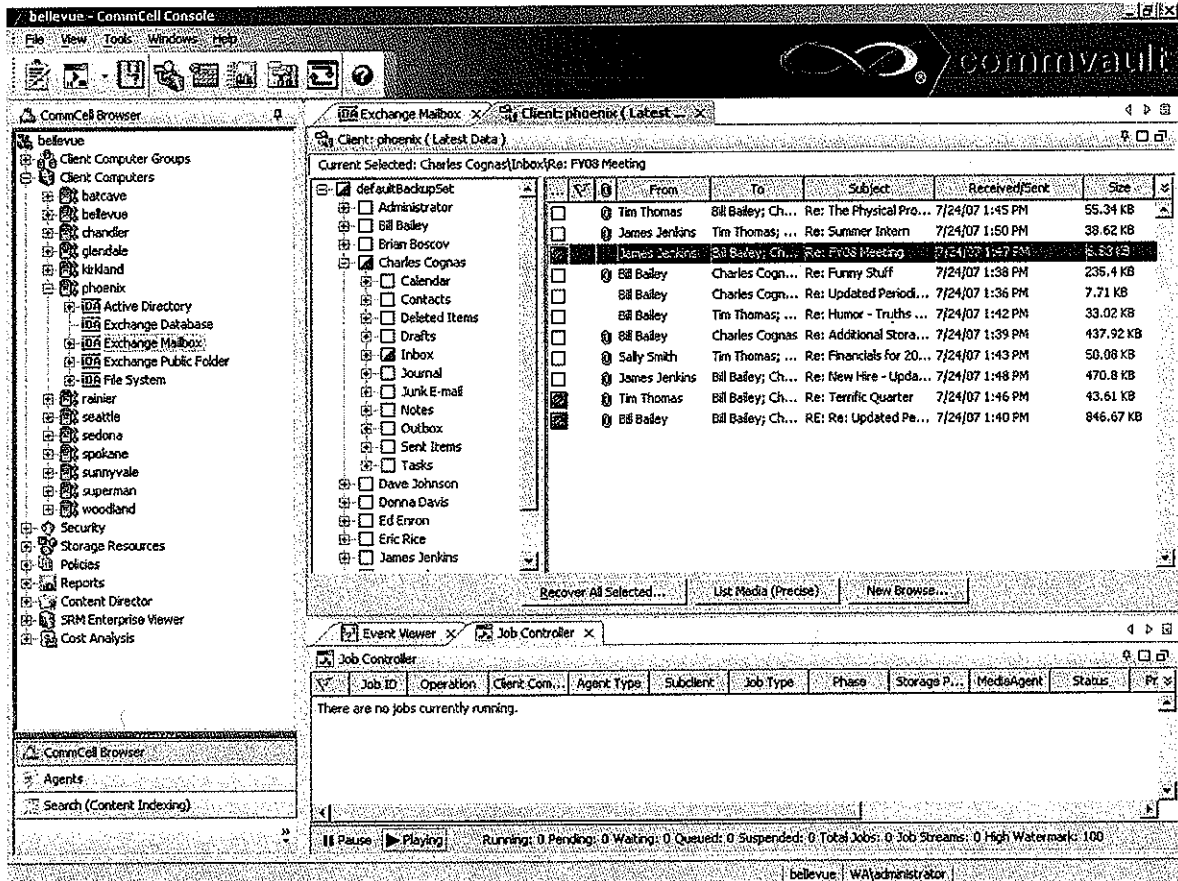 bellevue - CommCell Console
File View Tools Windows Help
commvault
CommCell Browser
bellevue
Client Computer Groups
Client Computers
batcave
bellevue
chandler
glendale
kirkland
phoenix
iDA Active Directory
iDA Exchange Database
iDA Exchange Mailbox
iDA Exchange Public Folder
iDA File System
rainier
seattle
sedona
spokane
sunnyvale
superman
woodland
Security
Storage Resources
Policies
Reports
Content Director
SRM Enterprise Viewer
Cost Analysis
CommCell Browser
Agents
Search (Content Indexing)
iDA Exchange Mailbox
Client: phoenix ( Latest ...
Client: phoenix ( Latest Data )
Current Selected: Charles Cognas\Inbox\Re: FY08 Meeting
defaultBackupSet
Administrator
Bill Bailey
Brian Boscov
Charles Cognas
Calendar
Contacts
Deleted Items
Drafts
Inbox
Journal
Junk E-mail
Notes
Outbox
Sent Items
Tasks
Dave Johnson
Donna Davis
Ed Enron
Eric Rice
James Jenkins
... From To Subject Received/Sent Size
Tim Thomas Bill Bailey; Ch... Re: The Physical Pro... 7/24/07 1:45 PM 55.34 KB
James Jenkins Tim Thomas; ... Re: Summer Intern 7/24/07 1:50 PM 38.62 KB
James Jenkins Bill Bailey; Ch... Re: FY08 Meeting 7/24/07 1:47 PM
Bill Bailey Charles Cogn... Re: Funny Stuff 7/24/07 1:38 PM 235.4 KB
Bill Bailey Charles Cogn... Re: Updated Periodi... 7/24/07 1:36 PM 7.71 KB
Bill Bailey Tim Thomas; ... Re: Humor - Truths ... 7/24/07 1:42 PM 33.02 KB
Bill Bailey Charles Cognas Re: Additional Stora... 7/24/07 1:39 PM 437.92 KB
Sally Smith Tim Thomas; ... Re: Financials for 20... 7/24/07 1:43 PM 50.08 KB
James Jenkins Bill Bailey; Ch... Re: New Hire - Upda... 7/24/07 1:48 PM 470.8 KB
Tim Thomas Bill Bailey; Ch... Re: Terrific Quarter 7/24/07 1:46 PM 43.61 KB
Bill Bailey Bill Bailey; Ch... RE: Re: Updated Pe... 7/24/07 1:40 PM 846.67 KB
Recover All Selected... List Media (Precise) New Browse...
Event Viewer Job Controller
Job Controller
Job ID Operation Client Com... Agent Type Subclient Job Type Phase Storage P... MediaAgent Status Pr
There are no jobs currently running.
Pause Playing Running: 0 Pending: 0 Waiting: 0 Queued: 0 Suspended: 0 Total Jobs: 0 Job Streams: 0 High Watermark: 100
bellevue WA\administrator